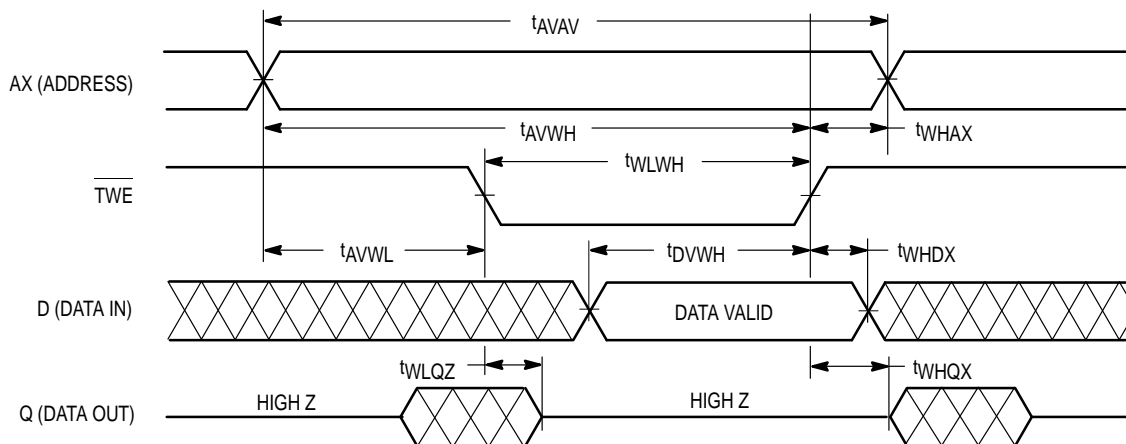 tAVAV
AX (ADDRESS)
tAVWH
tWHAX
tWLWH
TWE
tAVWL
tDVWH
tWHDX
D (DATA IN)
DATA VALID
tWLQZ
tWHQX
Q (DATA OUT)
HIGH Z
HIGH Z